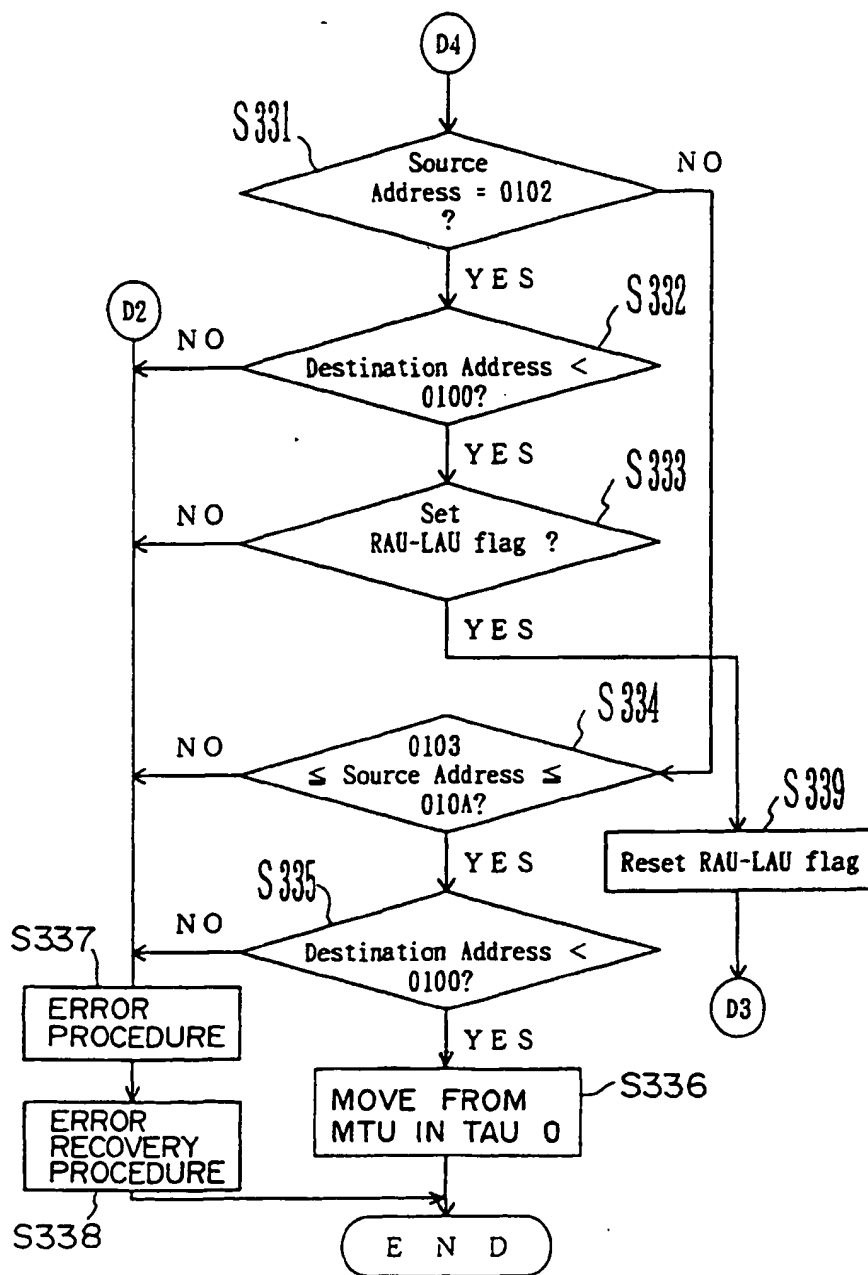 D4
S331
Source
Address = 0102
?
NO
YES
D2
S332
NO
Destination Address <
0100?
YES
S333
NO
Set
RAU-LAU flag ?
YES
S334
NO
0103
≦ Source Address ≦
010A?
S339
YES
Reset RAU-LAU flag
S335
NO
Destination Address <
0100?
S337
D3
ERROR
PROCEDURE
YES
S336
MOVE FROM
MTU IN TAU 0
ERROR
RECOVERY
PROCEDURE
S338
END